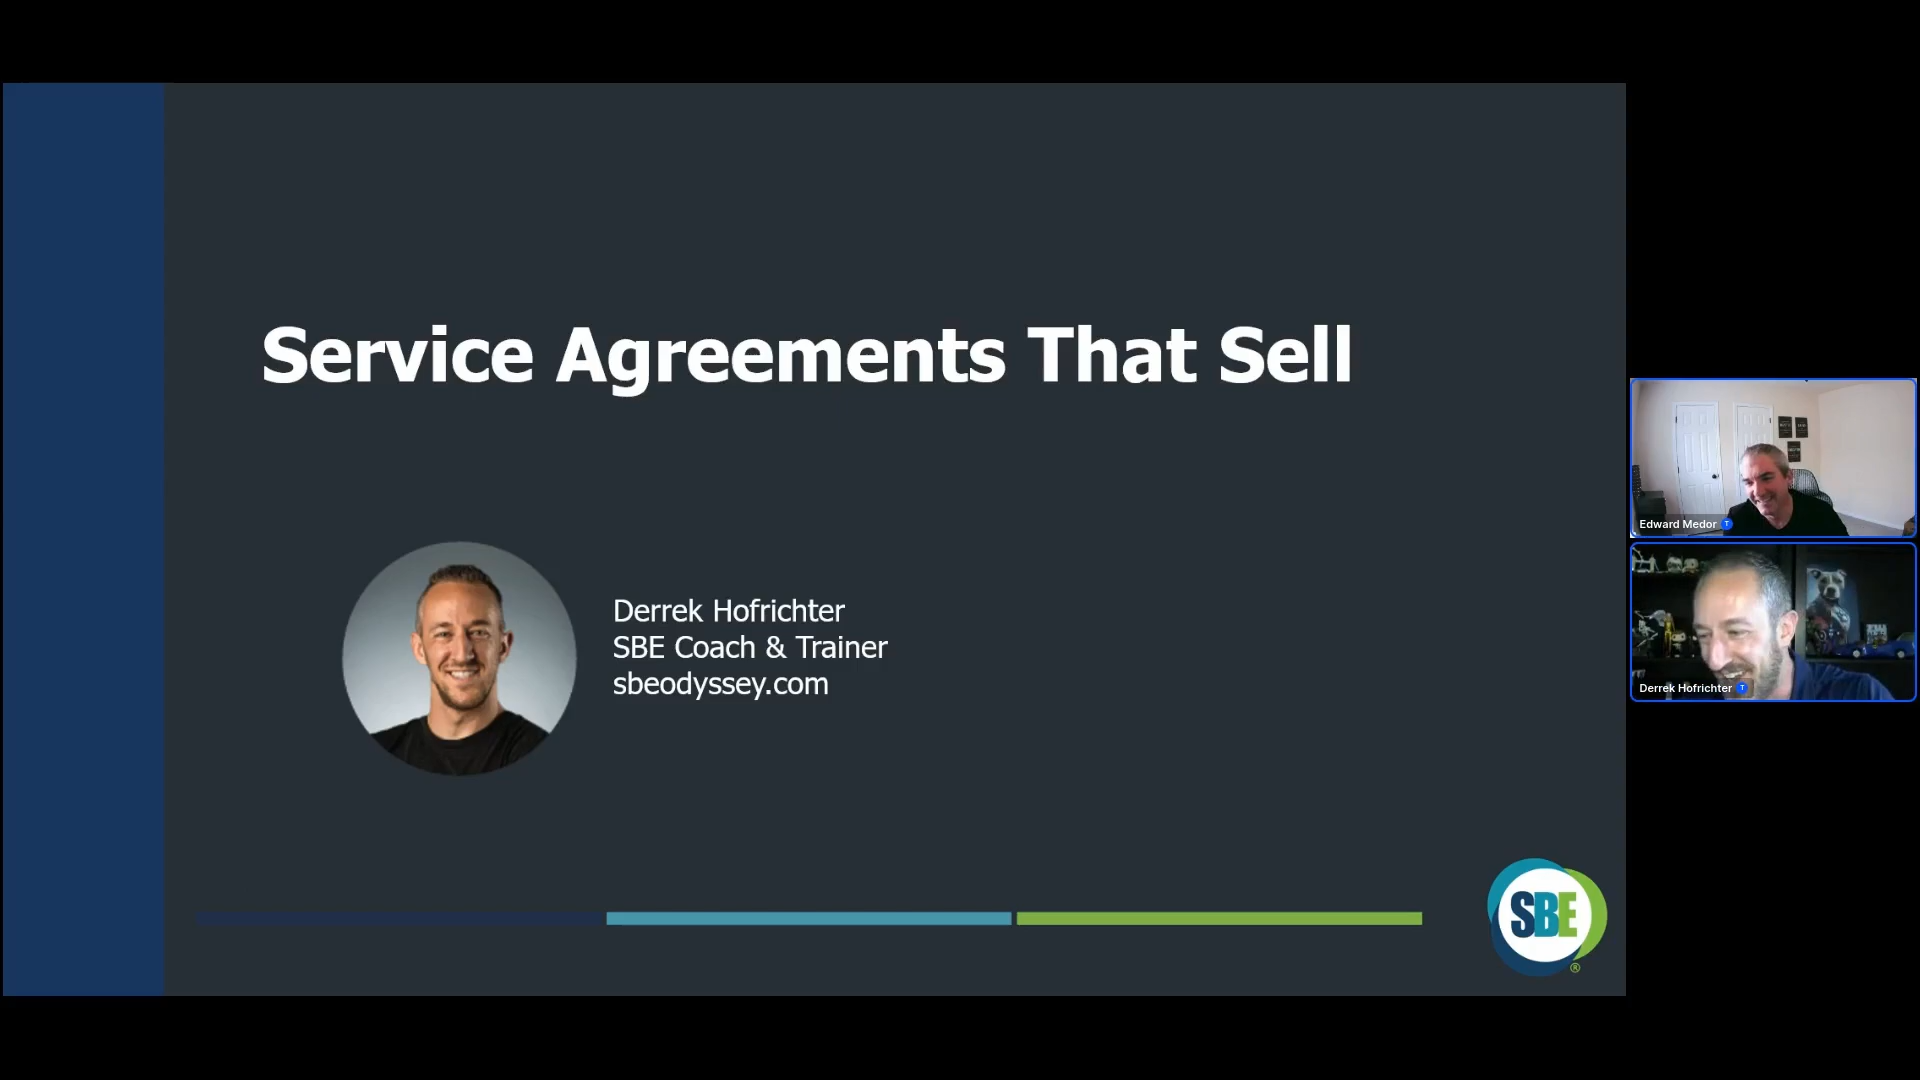 Service Agreements That Sell
Derrek Hofrichter
SBE Coach & Trainer
sbeodyssey.com
SBE
®
Edward Medor T
Derrek Hofrichter T